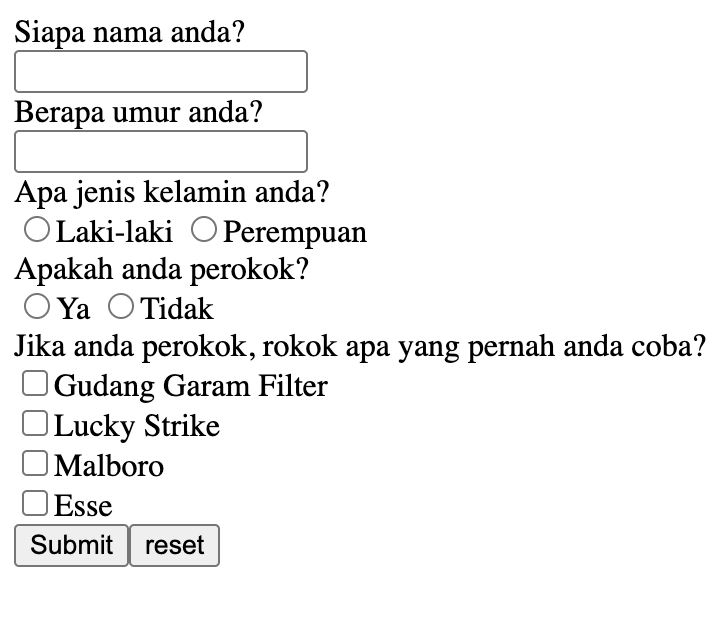 Siapa nama anda?
Berapa umur anda?
Apa jenis kelamin anda?
Laki-laki Perempuan
Apakah anda perokok?
Ya Tidak
Jika anda perokok, rokok apa yang pernah anda coba?
Gudang Garam Filter
Lucky Strike
Malboro
Esse
Submit reset